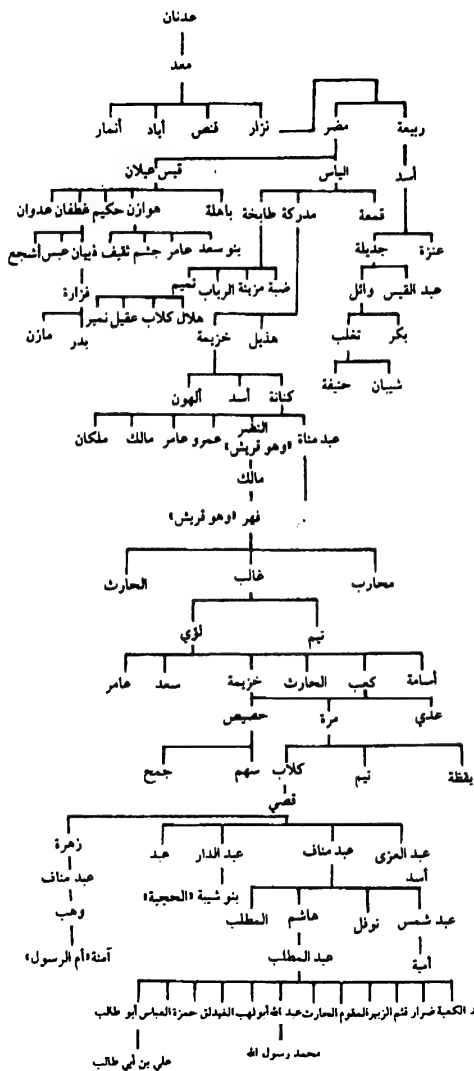 عدنان
معد
ربيعة مضر نزار قنص أياد أنمار
أسد الياس قيس عيلان
عنزة جديلة قمعة مدركة طابخة باهلة هوازن حكيم غطفان عدوان
عبد القيس وائل ضبة مزينة الرباب تميم بنو سعد عامر جشم ثقيف ذبيان عبس أشجع
بكر تغلب هذيل خزيمة هلال كلاب عقيل نمير فزارة
بدر مازن
شيبان حنيفة كنانة أسد ألهون
عبد مناة النضر عمرو عامر مالك ملكان
«وهو قريش»
مالك
فهر «وهو قريش»
محارب غالب الحارث
تيم لؤي
أسامة كعب الحارث خزيمة سعد عامر
عدي مرة حصيص
يقظة تيم كلاب سهم جمح
قصي
عبد العزى عبد مناف عبد الدار عبد زهرة
أسد بنو شيبة «الحجبة» عبد مناف
عبد شمس نوفل هاشم المطلب وهب
أمية عبد المطلب آمنة «أم الرسول»
الكعبة ضرار قثم الزبير المقوم الحارث عبد الله أبو لهب الغيدلق حمزة العباس أبو طالب
محمد رسول الله علي بن أبي طالب